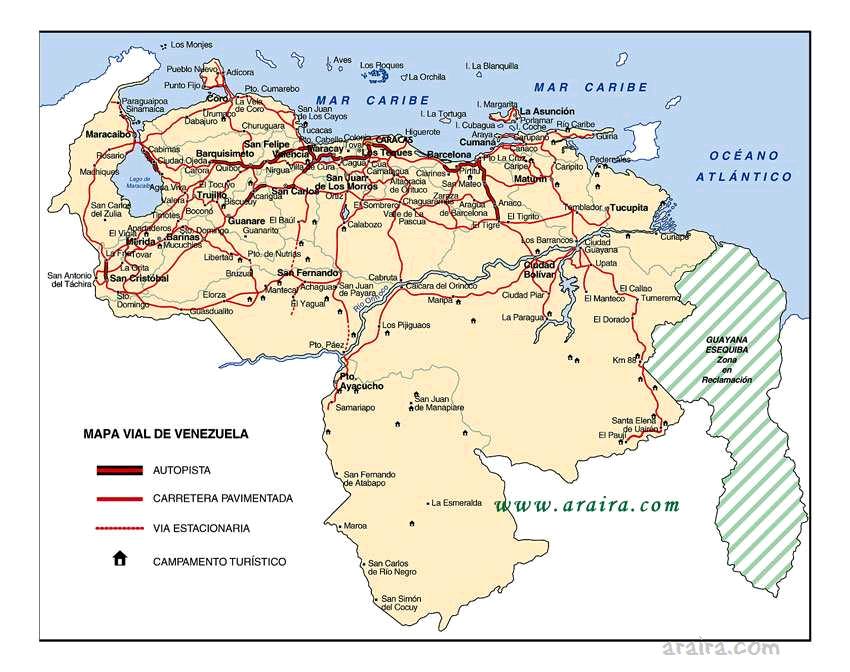 Los Monjes
Pueblo Nuevo
Adícora
I. Aves
Los Roques
La Orchila
I. La Blanquilla
Punto Fijo
Pto. Cumarebo
MAR CARIBE
MAR CARIBE
Coro
La Vela
de Coro
Paraguaipoa
Sinamaica
Urumaco
Dabajuro
San Juan
de Los Cayos
Tucacas
Churuguara
I. La Tortuga
I. Margarita
La Asunción
Porlamar
I. Coche
I. Cubagua
Araya
Cumaná
Carúpano
Río Caribe
Güiria
Maracaibo
Rosario
Machiques
Cabimas
Ciudad Ojeda
Lago de
Maracaibo
San Felipe
Barquisimeto
Valencia
Pto. Cabello
Maracay
Colonia
Tovar
CARACAS
Los Teques
Higuerote
Barcelona
Pto La Cruz
Cariaco
Caripe
Caripito
Pedereales
OCÉANO
ATLÁNTICO
Carora
Quibor
Nirgua
Villa de Cura
Cagua
Cua
Camatagua
Clarines
Píritu
Zaraza
San Mateo
Maturín
Agua Viva
Valera
Trujillo
El Tocuyo
Biscucuy
Acarigua
San Carlos
San Juan
de Los Morros
Altagracia
de Orituco
Chaguaramas
Aragua
de Barcelona
Anaco
El Tigrito
El Tigre
Temblador
Tucupita
San Carlos
del Zulia
Timotes
Boconó
Guanare
Guanarito
El Baúl
Ortiz
El Sombrero
Valle de La
Pascua
Calabozo
El Vigía
Apartaderos
Mérida
Mucuchies
Sto. Domingo
Barinas
Libertad
Pto. de Nutrias
Los Barrancos
Ciudad
Guayana
Curiapo
La Fría
Tovar
La Grita
San Antonio
del Táchira
San Cristóbal
Sto.
Domingo
Bruzual
Elorza
Guasdualito
Mantecal
San Fernando
Achaguas
San Juan
de Payara
El Yagual
Cabruta
Río Orinoco
Caicara del Orinoco
Maripa
Ciudad
Bolívar
Upata
Ciudad Piar
El Callao
El Manteco
Tumeremo
La Paragua
El Dorado
Los Pijiguaos
Pto. Páez
Km 88
GUAYANA
ESEQUIBA
Zona
en
Reclamación
Pto.
Ayacucho
Samariapo
San Juan
de Manapiare
Santa Elena
de Uairén
El Paují
MAPA VIAL DE VENEZUELA
AUTOPISTA
CARRETERA PAVIMENTADA
VIA ESTACIONARIA
CAMPAMENTO TURÍSTICO
San Fernando
de Atabapo
La Esmeralda
www.araira.com
Maroa
San Carlos
de Río Negro
San Simón
del Cocuy
araira.com